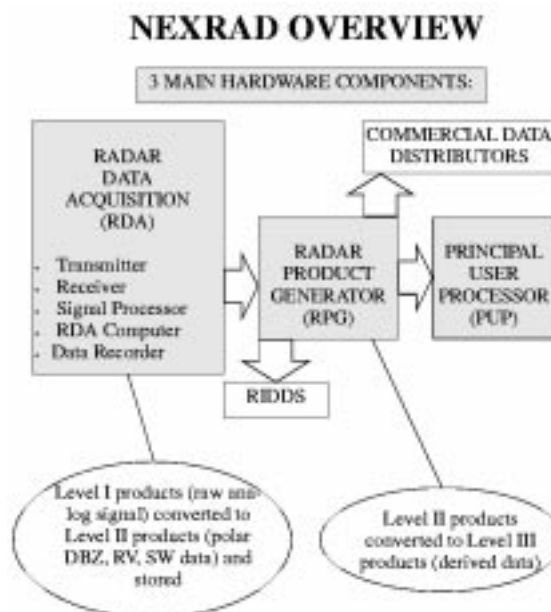 NEXRAD OVERVIEW
3 MAIN HARDWARE COMPONENTS:
COMMERCIAL DATA
DISTRIBUTORS
RADAR
DATA
ACQUISITION
(RDA)
. Transmitter
. Receiver
. Signal Processor
. RDA Computer
. Data Recorder
RADAR
PRODUCT
GENERATOR
(RPG)
PRINCIPAL
USER
PROCESSOR
(PUP)
RIDDS
Level I products (raw ana-
log signal) converted to
Level II products (polar
DBZ, RV, SW data) and
stored
Level II products
converted to Level III
products (derived data)